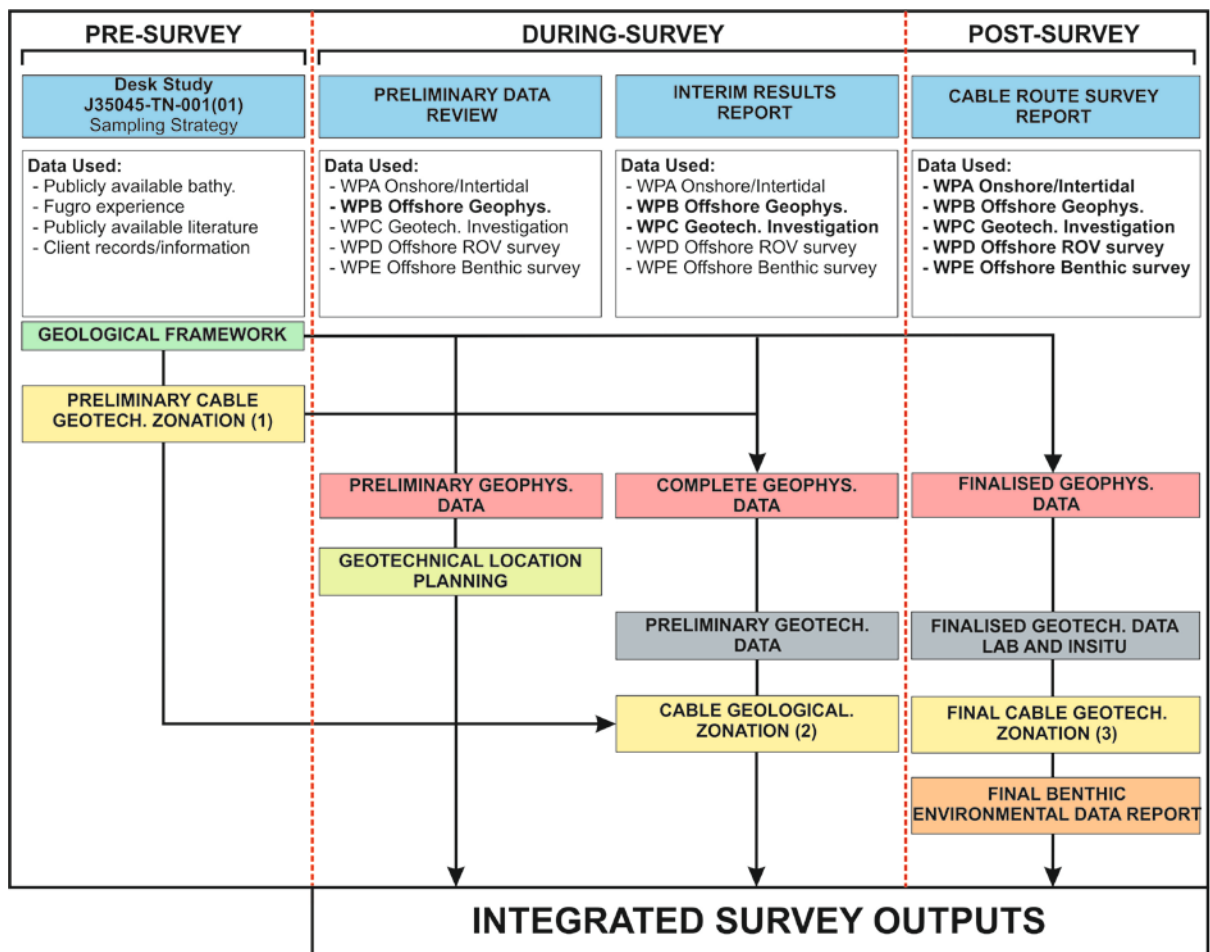 PRE-SURVEY
DURING-SURVEY
POST-SURVEY
Desk Study
J35045-TN-001(01)
Sampling Strategy
PRELIMINARY DATA
REVIEW
INTERIM RESULTS
REPORT
CABLE ROUTE SURVEY
REPORT
Data Used:
- Publicly available bathy.
- Fugro experience
- Publicly available literature
- Client records/information
Data Used:
- WPA Onshore/Intertidal
- WPB Offshore Geophys.
- WPC Geotech. Investigation
- WPD Offshore ROV survey
- WPE Offshore Benthic survey
Data Used:
- WPA Onshore/Intertidal
- WPB Offshore Geophys.
- WPC Geotech. Investigation
- WPD Offshore ROV survey
- WPE Offshore Benthic survey
Data Used:
- WPA Onshore/Intertidal
- WPB Offshore Geophys.
- WPC Geotech. Investigation
- WPD Offshore ROV survey
- WPE Offshore Benthic survey
GEOLOGICAL FRAMEWORK
PRELIMINARY CABLE
GEOTECH. ZONATION (1)
PRELIMINARY GEOPHYS.
DATA
COMPLETE GEOPHYS.
DATA
FINALISED GEOPHYS.
DATA
GEOTECHNICAL LOCATION
PLANNING
PRELIMINARY GEOTECH.
DATA
FINALISED GEOTECH. DATA
LAB AND INSITU
CABLE GEOLOGICAL.
ZONATION (2)
FINAL CABLE GEOTECH.
ZONATION (3)
FINAL BENTHIC
ENVIRONMENTAL DATA REPORT
INTEGRATED SURVEY OUTPUTS